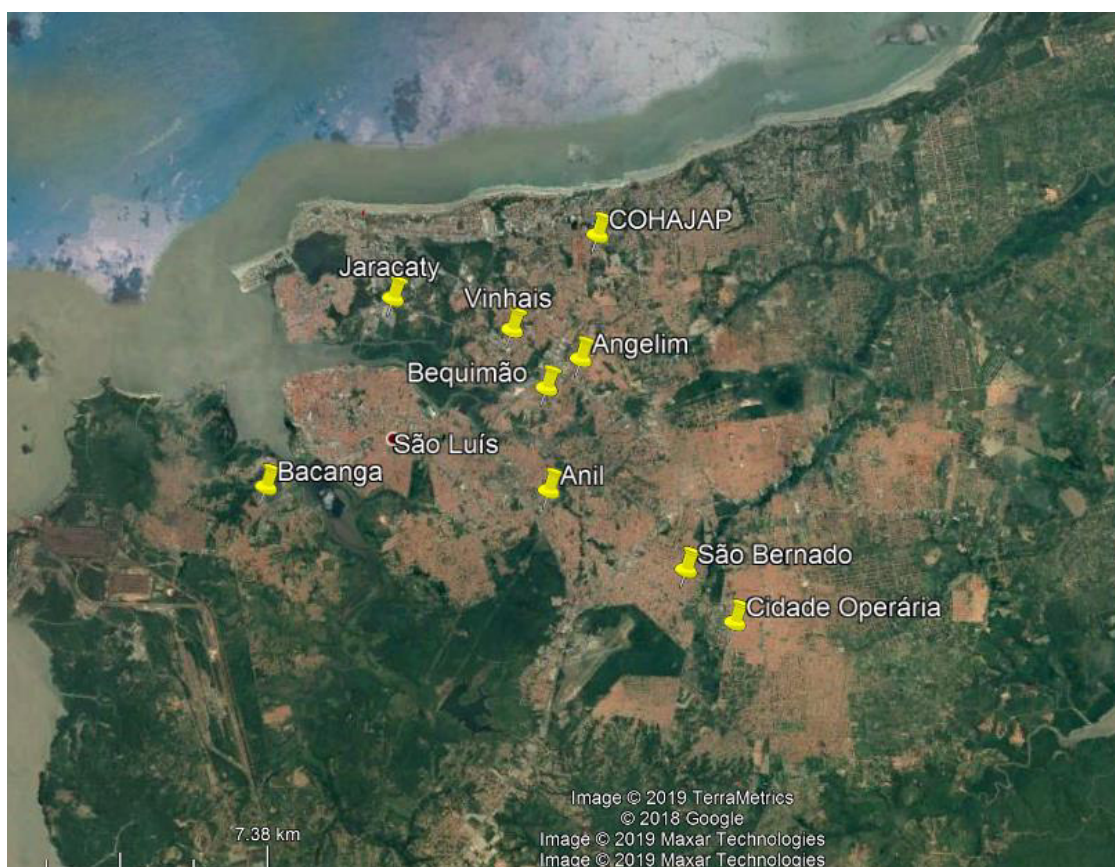 COHAJAP
Jaracaty
Vinhais
Angelim
Bequimão
São Luís
Bacanga
Anil
São Bernado
Cidade Operária
Image © 2019 TerraMetrics
© 2018 Google
Image © 2019 Maxar Technologies
Image © 2019 Maxar Technologies
7.38 km